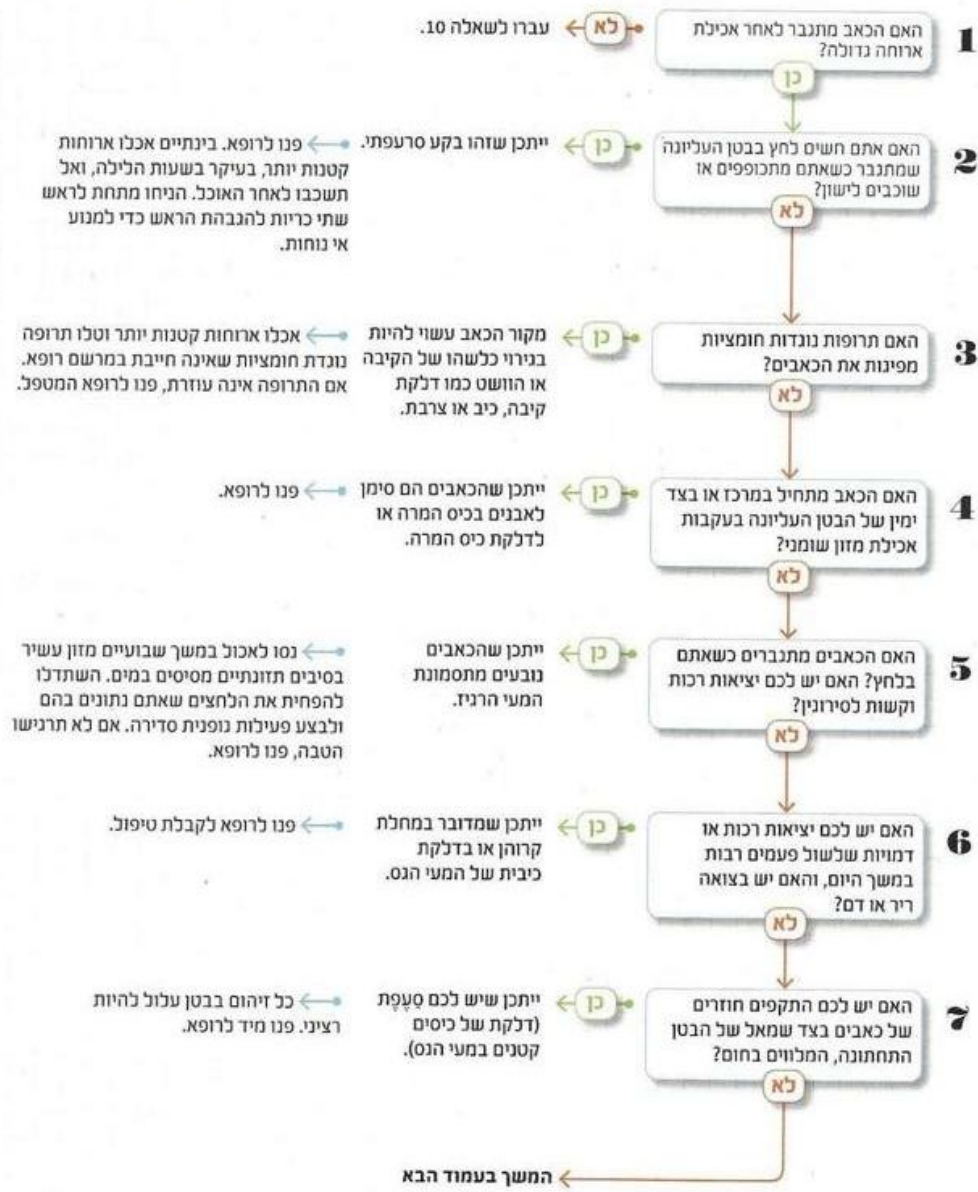 1
האם הכאב מתגבר לאחר אכילת
ארוחה גדולה?
לא
עברו לשאלה 10.
כן
2
האם אתם חשים לחץ בבטן העליונה
שמתגבר כשאתם מתכופפים או
שוכבים לישון?
כן
ייתכן שזהו בקע סרעפתי.
פנו לרופא. בינתיים אכלו ארוחות
קטנות יותר, בעיקר בשעות הלילה, ואל
תשכבו לאחר האוכל. הניחו מתחת לראש
שתי כריות להגבהת הראש כדי למנוע
אי נוחות.
לא
3
האם תרופות נוגדות חומציות
מפיגות את הכאבים?
כן
מקור הכאב עשוי להיות
בגירוי כלשהו של הקיבה
או הוושט כמו דלקת
קיבה, כיב או צרבת.
אכלו ארוחות קטנות יותר וטלו תרופה
נוגדת חומציות שאינה חייבת במרשם רופא.
אם התרופה אינה עוזרת, פנו לרופא המטפל.
לא
4
האם הכאב מתחיל במרכז או בצד
ימין של הבטן העליונה בעקבות
אכילת מזון שומני?
כן
ייתכן שהכאבים הם סימן
לאבנים בכיס המרה או
לדלקת כיס המרה.
פנו לרופא.
לא
5
האם הכאבים מתגברים כשאתם
בלחץ? האם יש לכם יציאות רכות
וקשות לסירוגין?
כן
ייתכן שהכאבים
נובעים מתסמונת
המעי הרגיז.
נסו לאכול במשך שבועיים מזון עשיר
בסיבים תזונתיים מסיסים במים. השתדלו
להפחית את הלחצים שאתם נתונים בהם
ולבצע פעילות גופנית סדירה. אם לא תרגישו
הטבה, פנו לרופא.
לא
6
האם יש לכם יציאות רכות או
דמויות שלשול פעמים רבות
במשך היום, והאם יש בצואה
ריר או דם?
כן
ייתכן שמדובר במחלת
קרוהן או בדלקת
כיבית של המעי הגס.
פנו לרופא לקבלת טיפול.
לא
7
האם יש לכם התקפים חוזרים
של כאבים בצד שמאל של הבטן
התחתונה, המלווים בחום?
כן
ייתכן שיש לכם סַעֶפֶת
(דלקת של כיסים
קטנים במעי הגס).
כל זיהום בבטן עלול להיות
רציני. פנו מיד לרופא.
לא
המשך בעמוד הבא